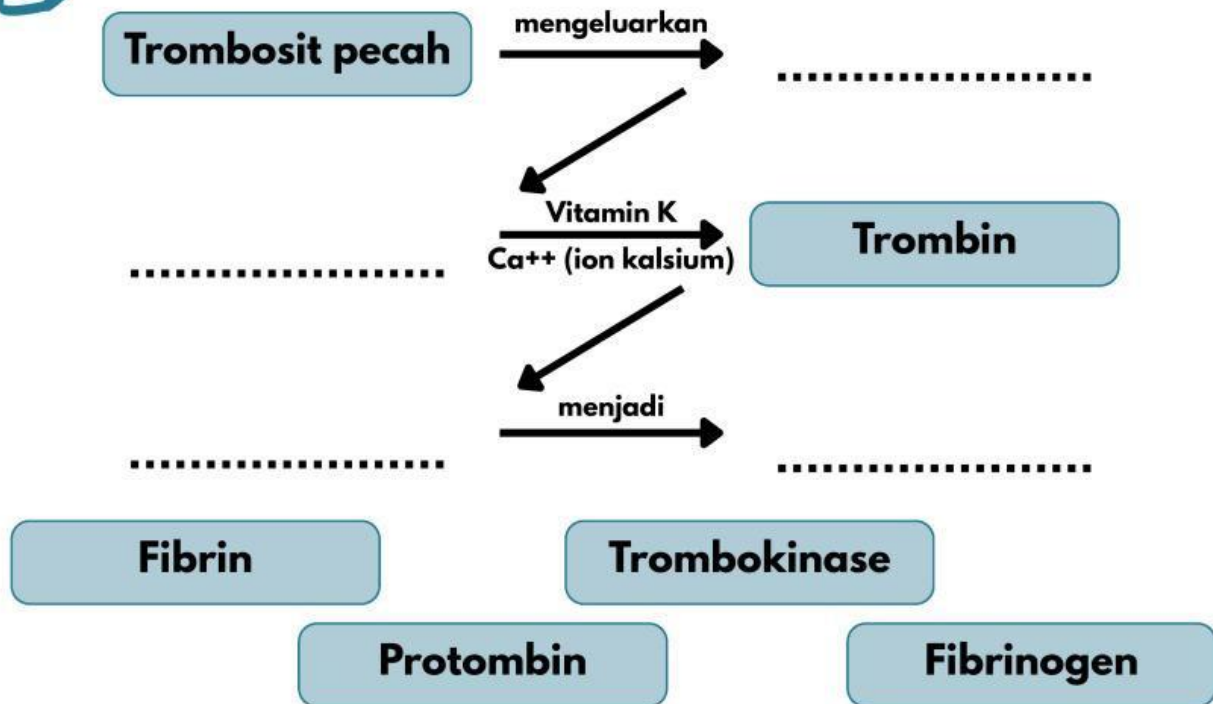 mengeluarkan
Trombosit pecah
Vitamin K
Trombin
Ca++ (ion kalsium)
menjadi
Fibrin
Trombokinase
Protombin
Fibrinogen